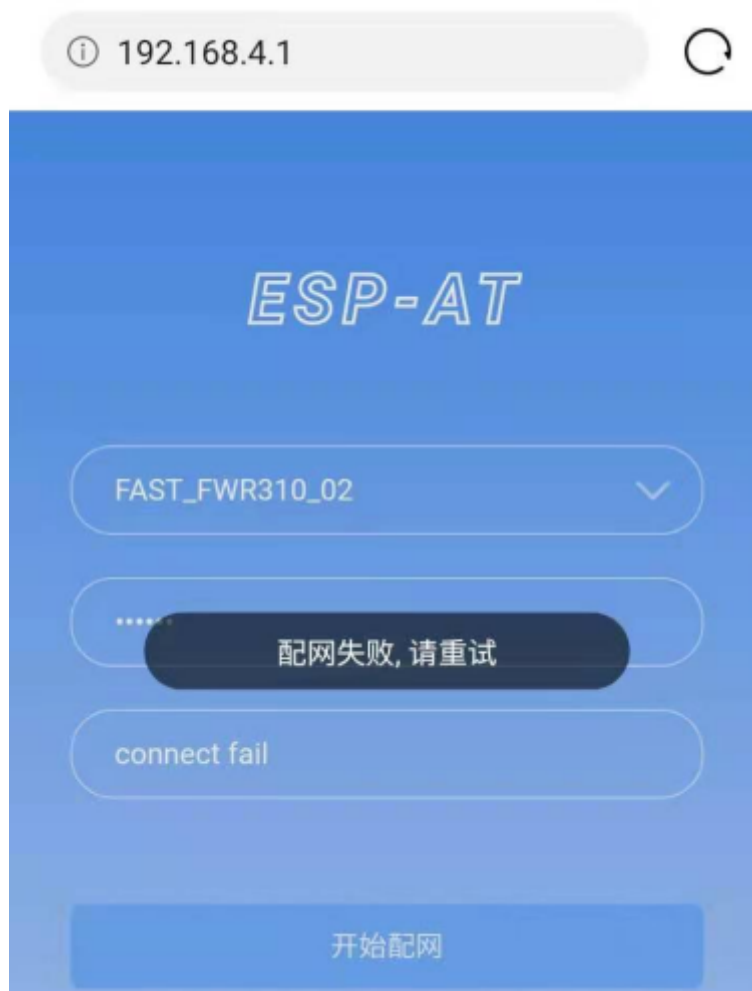 192.168.4.1
ESP-AT
FAST_FWR310_02
配网失败, 请重试
connect fail
开始配网